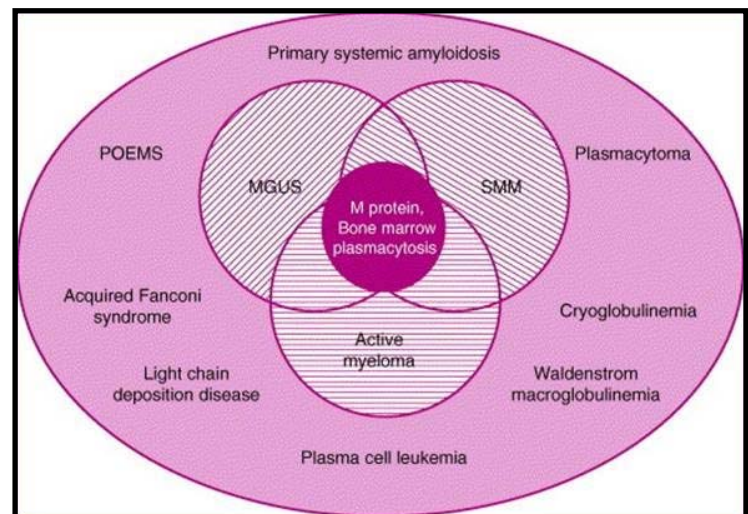 Primary systemic amyloidosis
POEMS
Plasmacytoma
MGUS
SMM
M protein,
Bone marrow
plasmacytosis
Acquired Fanconi
syndrome
Cryoglobulinemia
Active
myeloma
Light chain
deposition disease
Waldenstrom
macroglobulinemia
Plasma cell leukemia